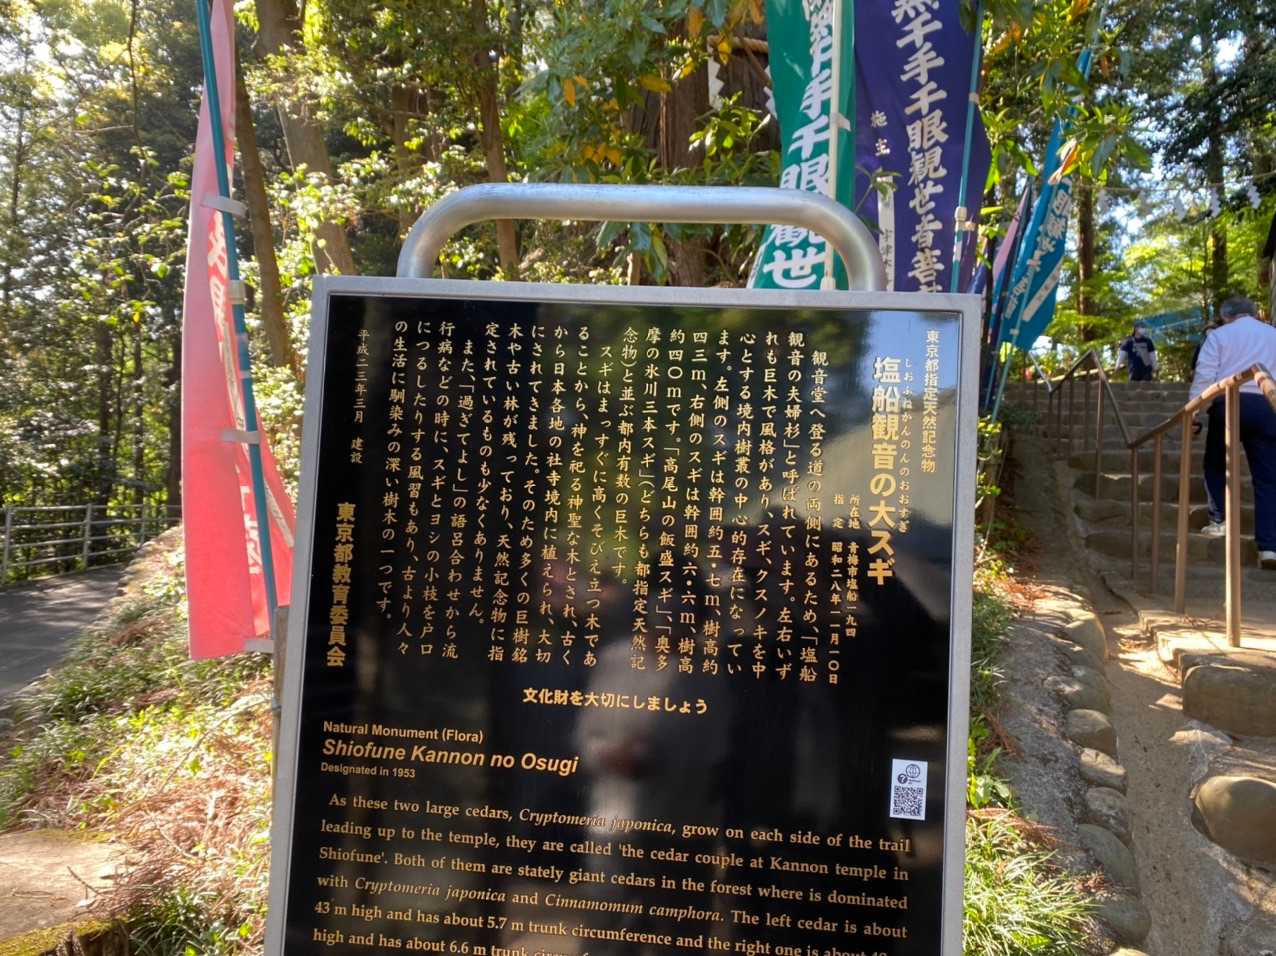 東京都指定天然記念物
しおふねかんのんのおおすぎ
塩船観音の大スギ
所在地 青梅市塩船一九四
指定 昭和二八・一一・一〇
観音堂へ登る道の両側にあるため、「塩船
観音の夫婦杉」と呼ばれています。左右いず
れも巨木で風格があり、スギ、クスノキを中
心とする境内樹叢の中心的存在になってい
ます。左側のスギは幹囲約五・七m、樹高約
四三m、右側のスギは幹囲約六・六m、樹高
約四〇mです。「高尾山の飯盛スギ」、「奥多
摩の氷川三本スギ」(どちらも都指定天然記
念物)と並ぶ都内有数の巨木です。
スギは、まっすぐに高くそびえ立つ木であ
ることから、神を祀る神聖な木とされ、古く
から日本各地の社寺境内に植えられ、大切
にされてきました。そのため多くの巨樹銘
木や古い林が残っており、天然記念物に指
定されているものも少なくありません。
また「過ぎてよし」の語呂合わせから、流
行病などの時に、スギとヨシの小枝を戸口
につるしたりする風習もあり、古より人々
の生活に馴染みの深い樹木の一つです。
平成二三年三月 建設
東京都教育委員会
文化財を大切にしましょう
Natural Monument (Flora)
Shiofune Kannon no Osugi
Designated in 1953
As these two large cedars, Cryptomeria japonica, grow on each side of the trail
leading up to the temple, they are called 'the cedar couple at Kannon temple in
Shiofune'. Both of them are stately giant cedars in the forest where is dominated
with Cryptomeria japonica and Cinnamomum camphora. The left cedar is about
43 m high and has about 5.7 m trunk circumference and the right one is about 40
high and has about 6.6 m trunk
千手千眼観世
千手千眼観世音菩
施主